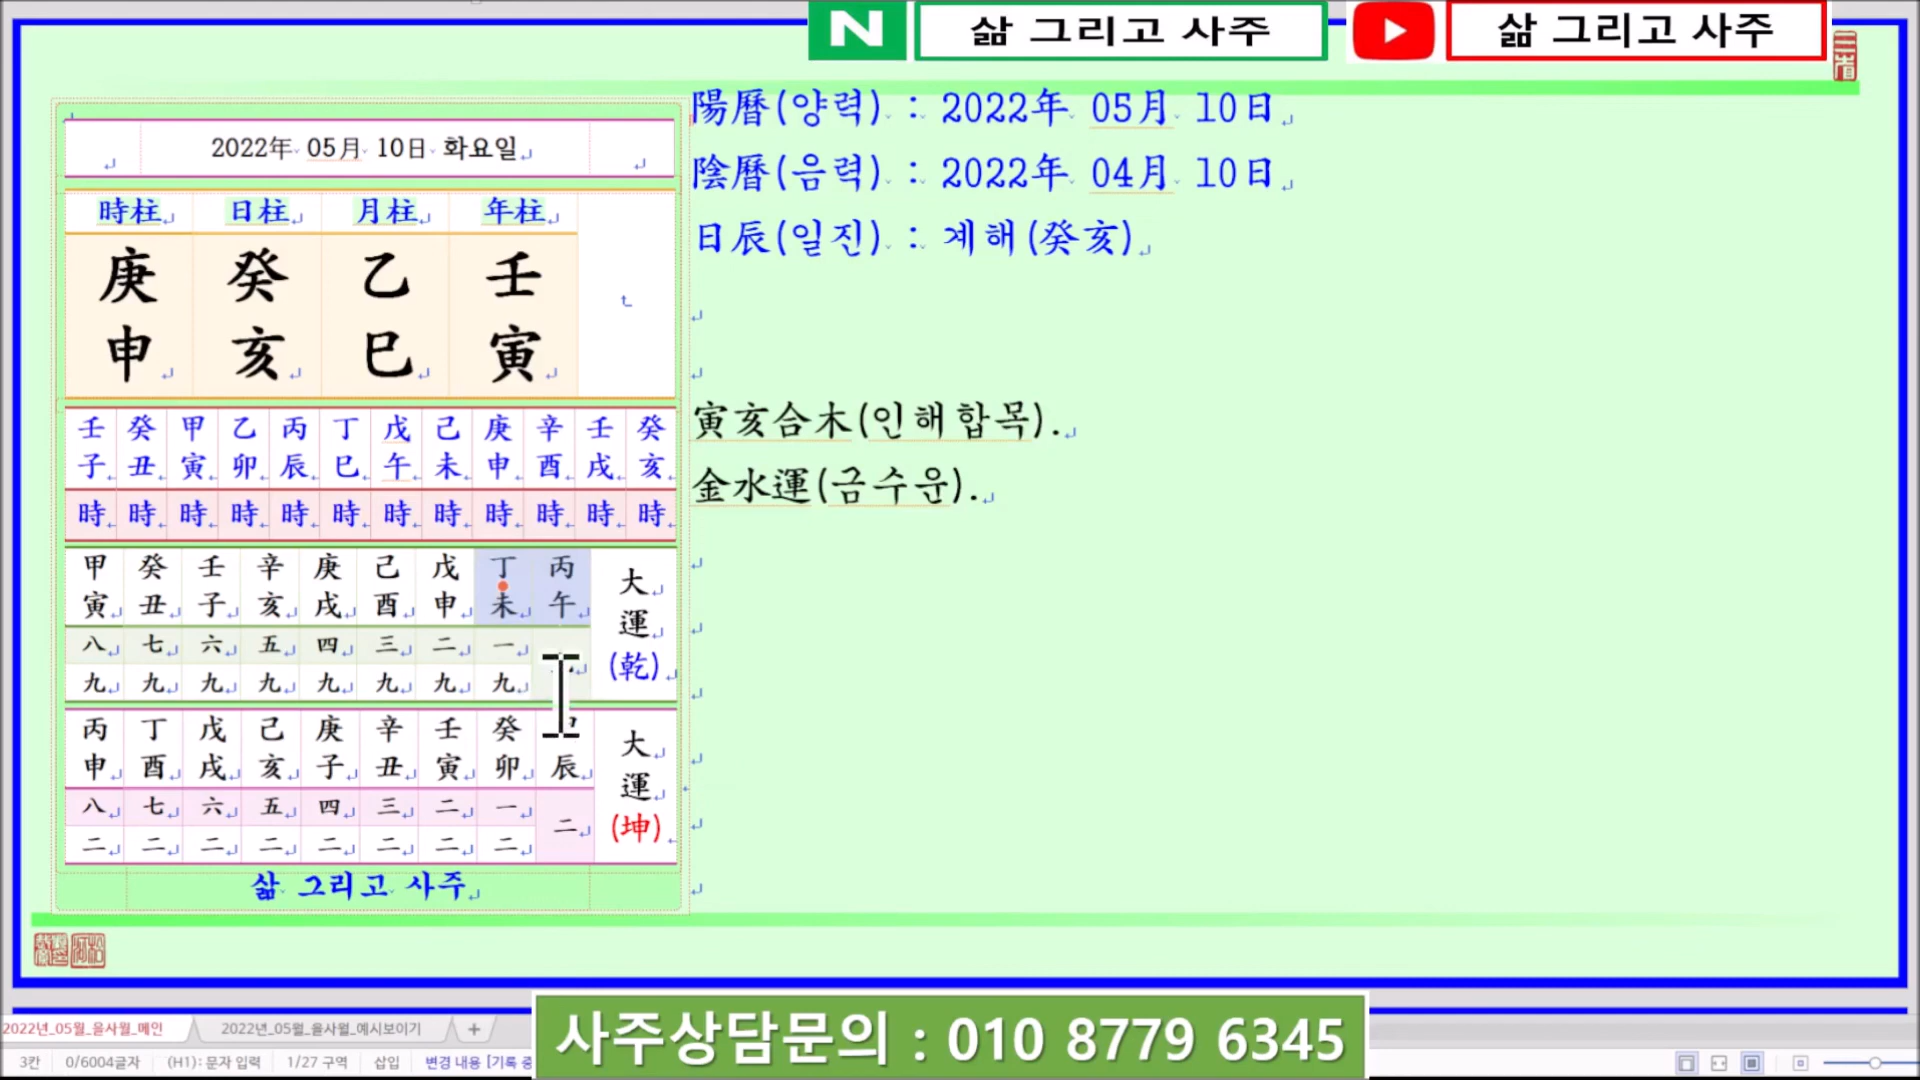 삶 그리고 사주
삶 그리고 사주
2022年 05月 10日 화요일
時柱 日柱 月柱 年柱
庚 癸 乙 壬
申 亥 巳 寅
壬 癸 甲 乙 丙 丁 戊 己 庚 辛 壬 癸
子 丑 寅 卯 辰 巳 午 未 申 酉 戌 亥
時 時 時 時 時 時 時 時 時 時 時 時
甲 癸 壬 辛 庚 己 戊 丁 丙
寅 丑 子 亥 戌 酉 申 未 午
大
運
(乾)
八 七 六 五 四 三 二 一
九 九 九 九 九 九 九 九
丙 丁 戊 己 庚 辛 壬 癸
申 酉 戌 亥 子 丑 寅 卯 辰
大
運
(坤)
八 七 六 五 四 三 二 一 二
二 二 二 二 二 二 二 二
삶 그리고 사주
陽曆(양력) : 2022年 05月 10日
陰曆(음력) : 2022年 04月 10日
日辰(일진) : 계해(癸亥)
寅亥合木(인해합목).
金水運(금수운).
2022년_05월_을사월_메인 2022년_05월_을사월_예시보이기 +
3칸 0/6004글자 (H1): 문자 입력 1/27 구역 삽입 변경 내용 [기록
사주상담문의 : 010 8779 6345